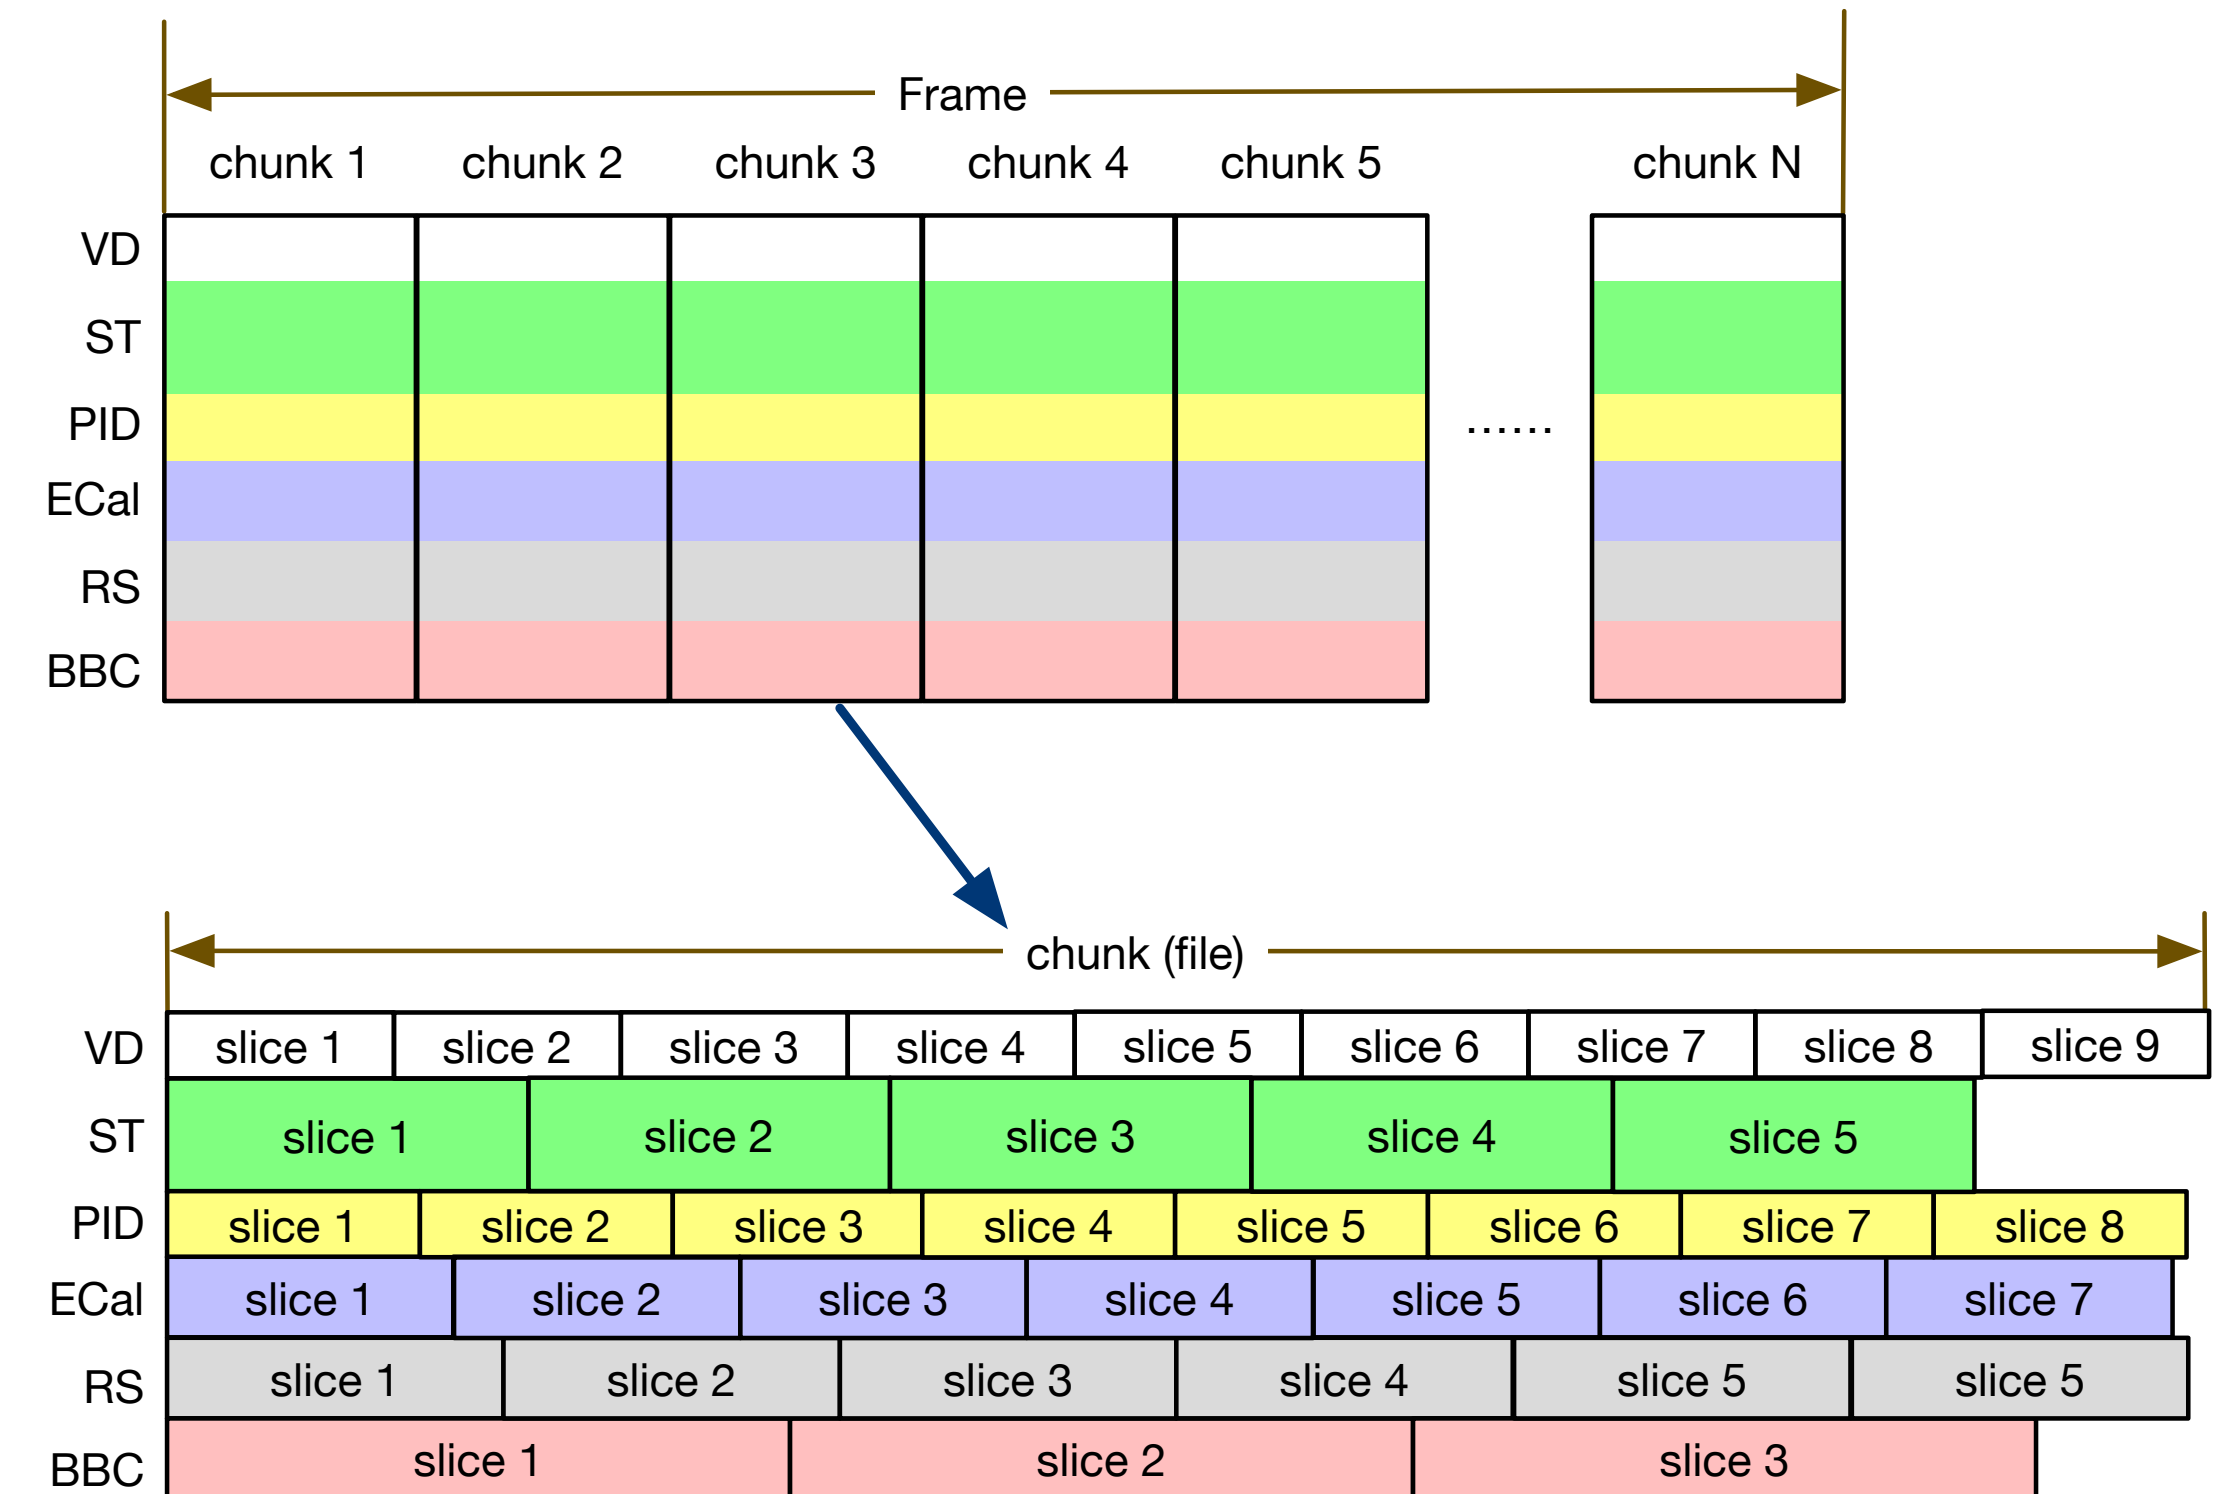 Frame
chunk 1 chunk 2 chunk 3 chunk 4 chunk 5 chunk N
VD
ST
PID
......
ECal
RS
BBC
chunk (file)
VD slice 1 slice 2 slice 3 slice 4 slice 5 slice 6 slice 7 slice 8 slice 9
ST slice 1 slice 2 slice 3 slice 4 slice 5
PID slice 1 slice 2 slice 3 slice 4 slice 5 slice 6 slice 7 slice 8
ECal slice 1 slice 2 slice 3 slice 4 slice 5 slice 6 slice 7
RS slice 1 slice 2 slice 3 slice 4 slice 5 slice 5
BBC slice 1 slice 2 slice 3